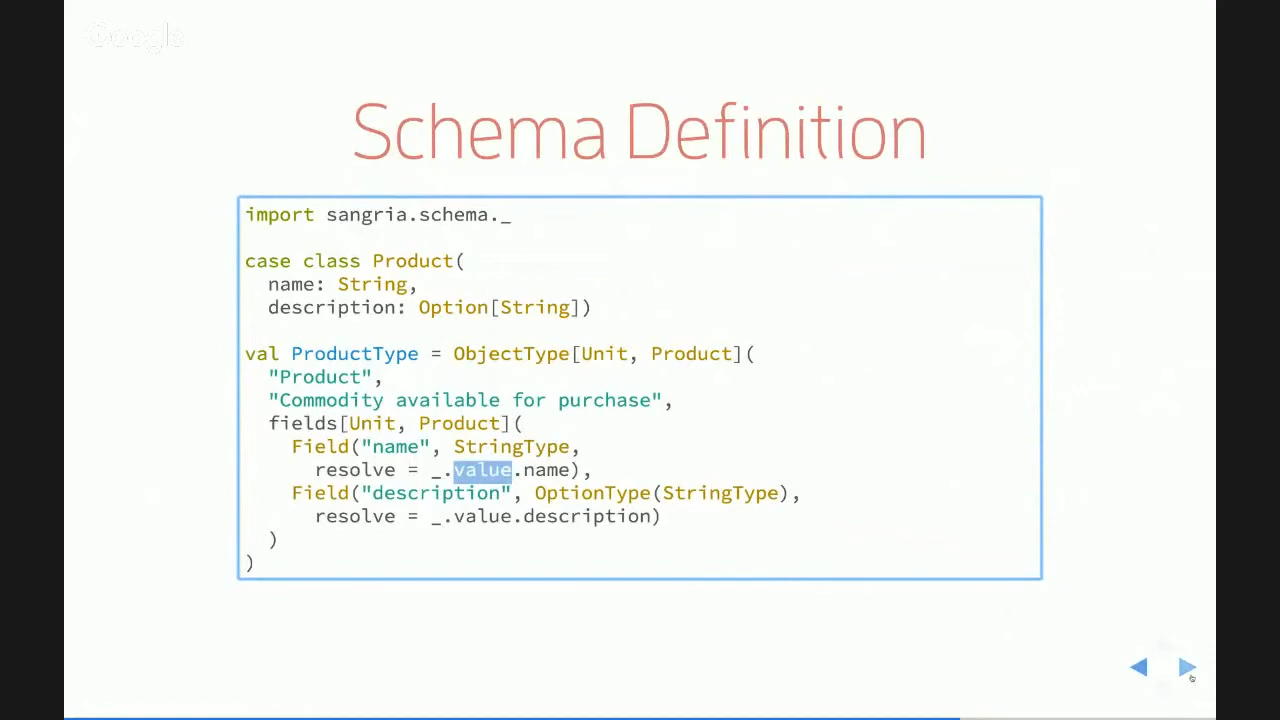 Google
Schema Definition
import sangria.schema._
case class Product(
  name: String,
  description: Option[String])
val ProductType = ObjectType[Unit, Product](
  "Product",
  "Commodity available for purchase",
  fields[Unit, Product](
    Field("name", StringType,
      resolve = _.value.name),
    Field("description", OptionType(StringType),
      resolve = _.value.description)
  )
)